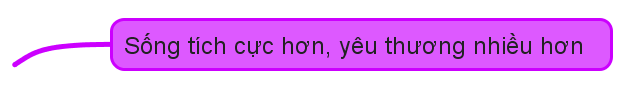 Sống tích cực hơn, yêu thương nhiều hơn